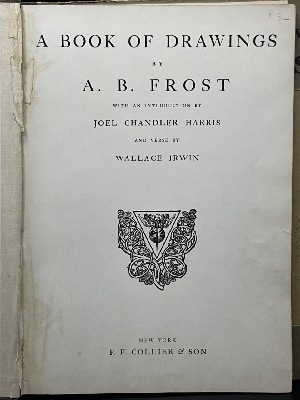 A BOOK OF DRAWINGS
BY
A. B. FROST
WITH AN INTRODUCTION BY
JOEL CHANDLER HARRIS
AND VERSE BY
WALLACE IRWIN
NEW YORK
P. F. COLLIER & SON